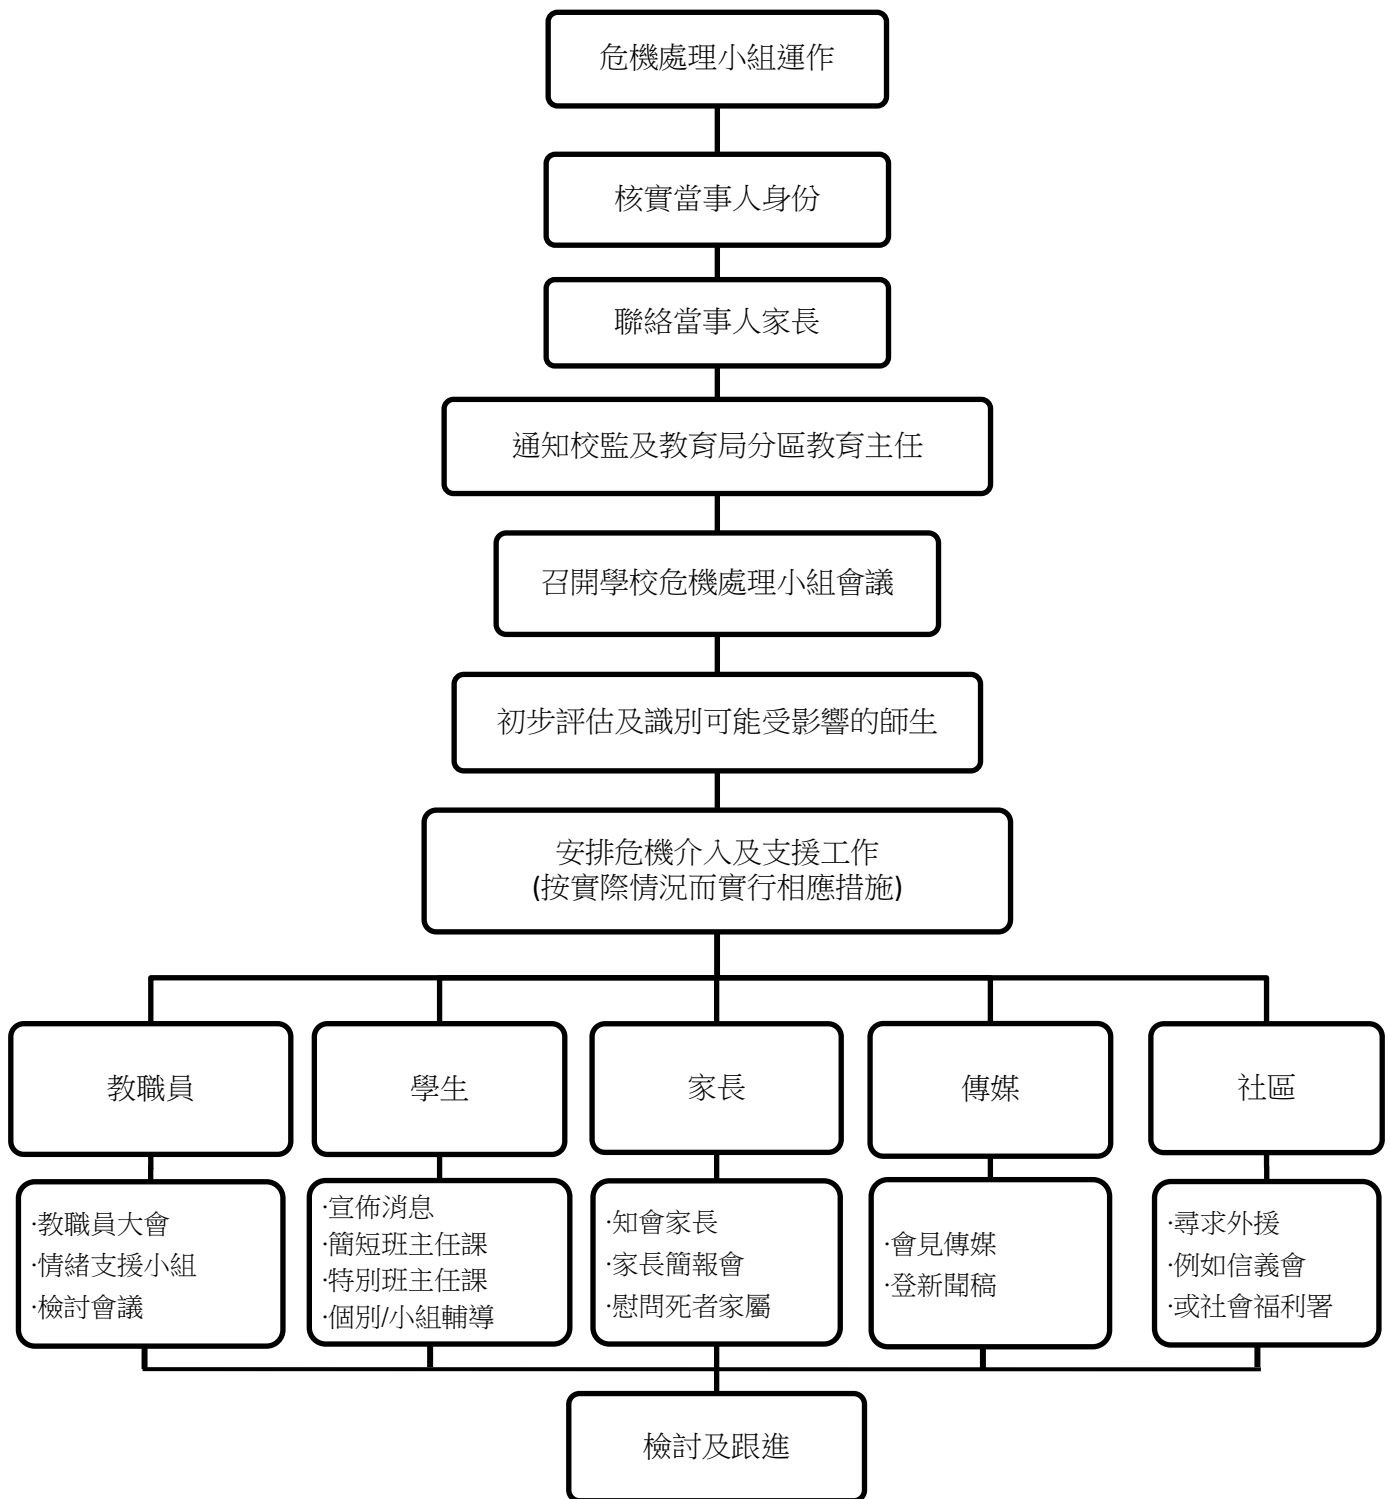 危機處理小組運作
核實當事人身份
聯絡當事人家長
通知校監及教育局分區教育主任
召開學校危機處理小組會議
初步評估及識別可能受影響的師生
安排危機介入及支援工作
(按實際情況而實行相應措施)
教職員
學生
家長
傳媒
社區
·教職員大會
·情緒支援小組
·檢討會議
·宣佈消息
·簡短班主任課
·特別班主任課
·個別/小組輔導
·知會家長
·家長簡報會
·慰問死者家屬
·會見傳媒
·登新聞稿
·尋求外援
·例如信義會
·或社會福利署
檢討及跟進